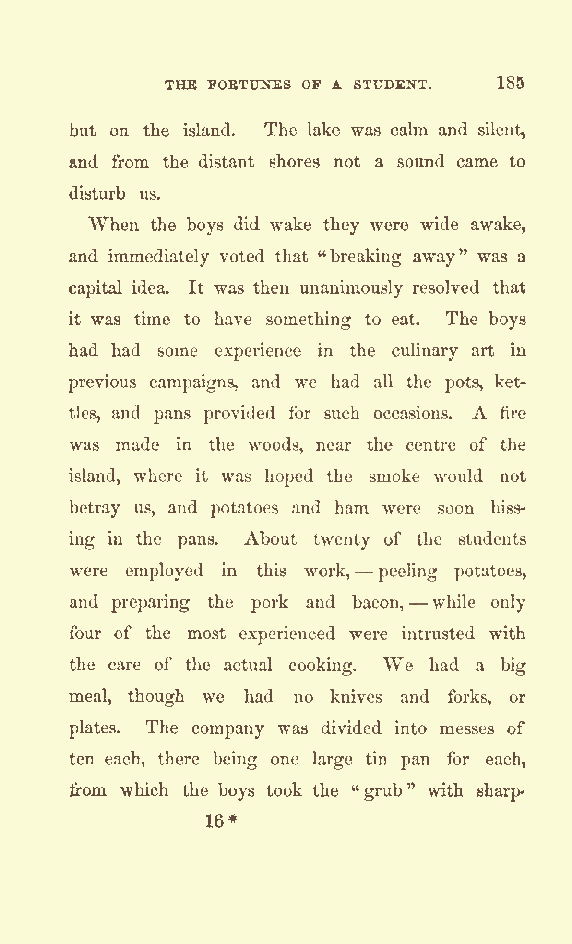 THE FORTUNES OF A STUDENT. 185
but on the island. The lake was calm and silent,
and from the distant shores not a sound came to
disturb us.
When the boys did wake they were wide awake,
and immediately voted that “breaking away” was a
capital idea. It was then unanimously resolved that
it was time to have something to eat. The boys
had had some experience in the culinary art in
previous campaigns, and we had all the pots, ket-
tles, and pans provided for such occasions. A fire
was made in the woods, near the centre of the
island, where it was hoped the smoke would not
betray us, and potatoes and ham were soon hiss-
ing in the pans. About twenty of the students
were employed in this work, — peeling potatoes,
and preparing the pork and bacon, — while only
four of the most experienced were intrusted with
the care of the actual cooking. We had a big
meal, though we had no knives and forks, or
plates. The company was divided into messes of
ten each, there being one large tin pan for each,
from which the boys took the “grub” with sharp-
16*